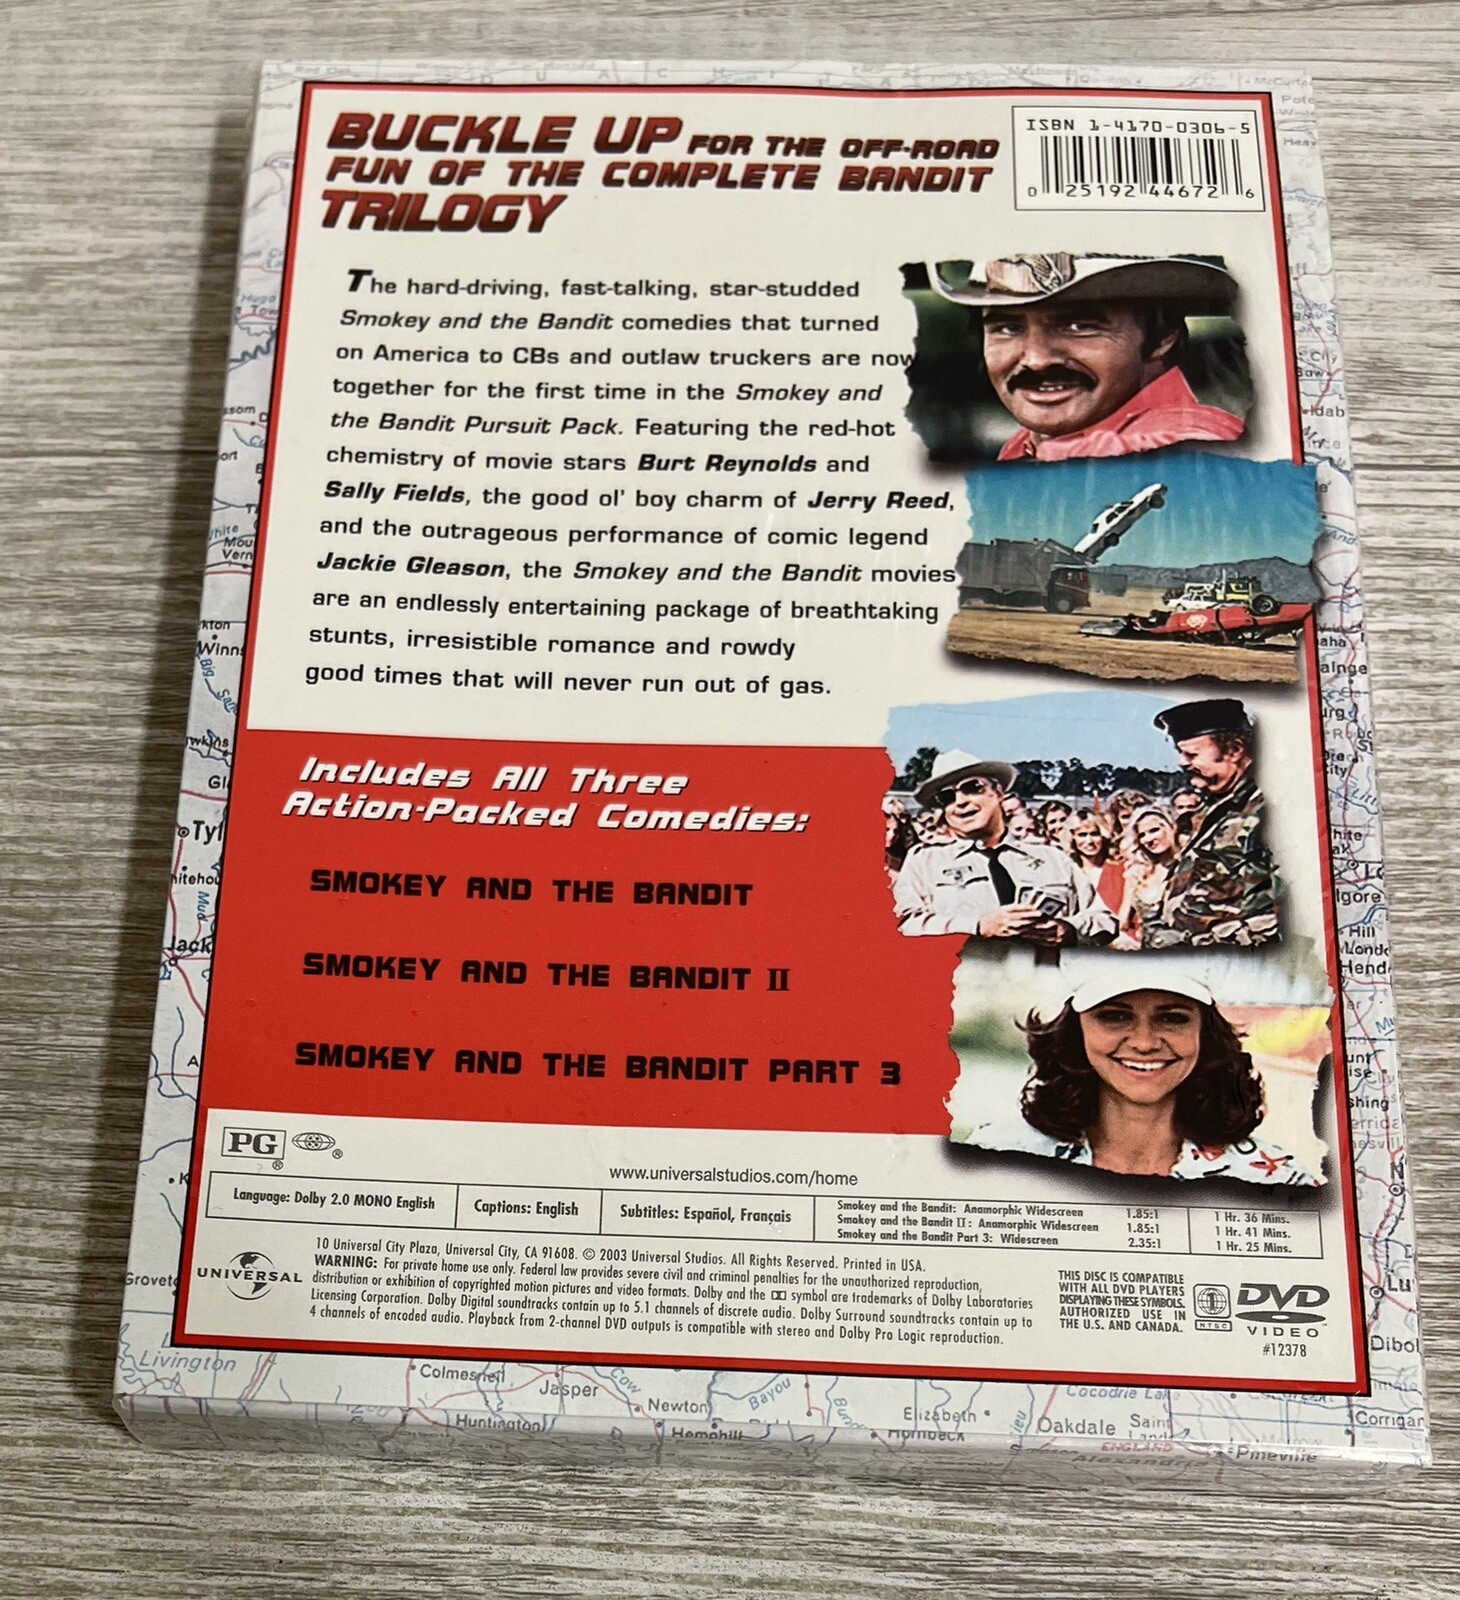 BUCKLE UP FOR THE OFF-ROAD
FUN OF THE COMPLETE BANDIT
TRILOGY
ISBN 1-4170-0306-5
0 25192 44672 6
The hard-driving, fast-talking, star-studded
Smokey and the Bandit comedies that turned
on America to CBs and outlaw truckers are now
together for the first time in the Smokey and
the Bandit Pursuit Pack. Featuring the red-hot
chemistry of movie stars Burt Reynolds and
Sally Fields, the good ol' boy charm of Jerry Reed,
and the outrageous performance of comic legend
Jackie Gleason, the Smokey and the Bandit movies
are an endlessly entertaining package of breathtaking
stunts, irresistible romance and rowdy
good times that will never run out of gas.
Includes All Three
Action-Packed Comedies:
SMOKEY AND THE BANDIT
SMOKEY AND THE BANDIT II
SMOKEY AND THE BANDIT PART 3
PG ® ®
www.universalstudios.com/home
Language: Dolby 2.0 MONO English
Captions: English
Subtitles: Español, Français
Smokey and the Bandit: Anamorphic Widescreen 1.85:1 1 Hr. 36 Mins.
Smokey and the Bandit II: Anamorphic Widescreen 1.85:1 1 Hr. 41 Mins.
Smokey and the Bandit Part 3: Widescreen 2.35:1 1 Hr. 25 Mins.
UNIVERSAL
10 Universal City Plaza, Universal City, CA 91608. © 2003 Universal Studios. All Rights Reserved. Printed in USA.
WARNING: For private home use only. Federal law provides severe civil and criminal penalties for the unauthorized reproduction,
distribution or exhibition of copyrighted motion pictures and video formats. Dolby and the DD symbol are trademarks of Dolby Laboratories
Licensing Corporation. Dolby Digital soundtracks contain up to 5.1 channels of discrete audio. Dolby Surround soundtracks contain up to
4 channels of encoded audio. Playback from 2-channel DVD outputs is compatible with stereo and Dolby Pro Logic reproduction.
THIS DISC IS COMPATIBLE
WITH ALL DVD PLAYERS
DISPLAYING THESE SYMBOLS.
AUTHORIZED USE IN
THE U.S. AND CANADA.
1
NTSC
DVD
VIDEO
#12378
Livingston
Colmesneil
Jasper
Cow
Newton
Bayou
Elizabeth
Oakdale
Corrigan
Huntington
Hemphill
Hornbeck
Pineville